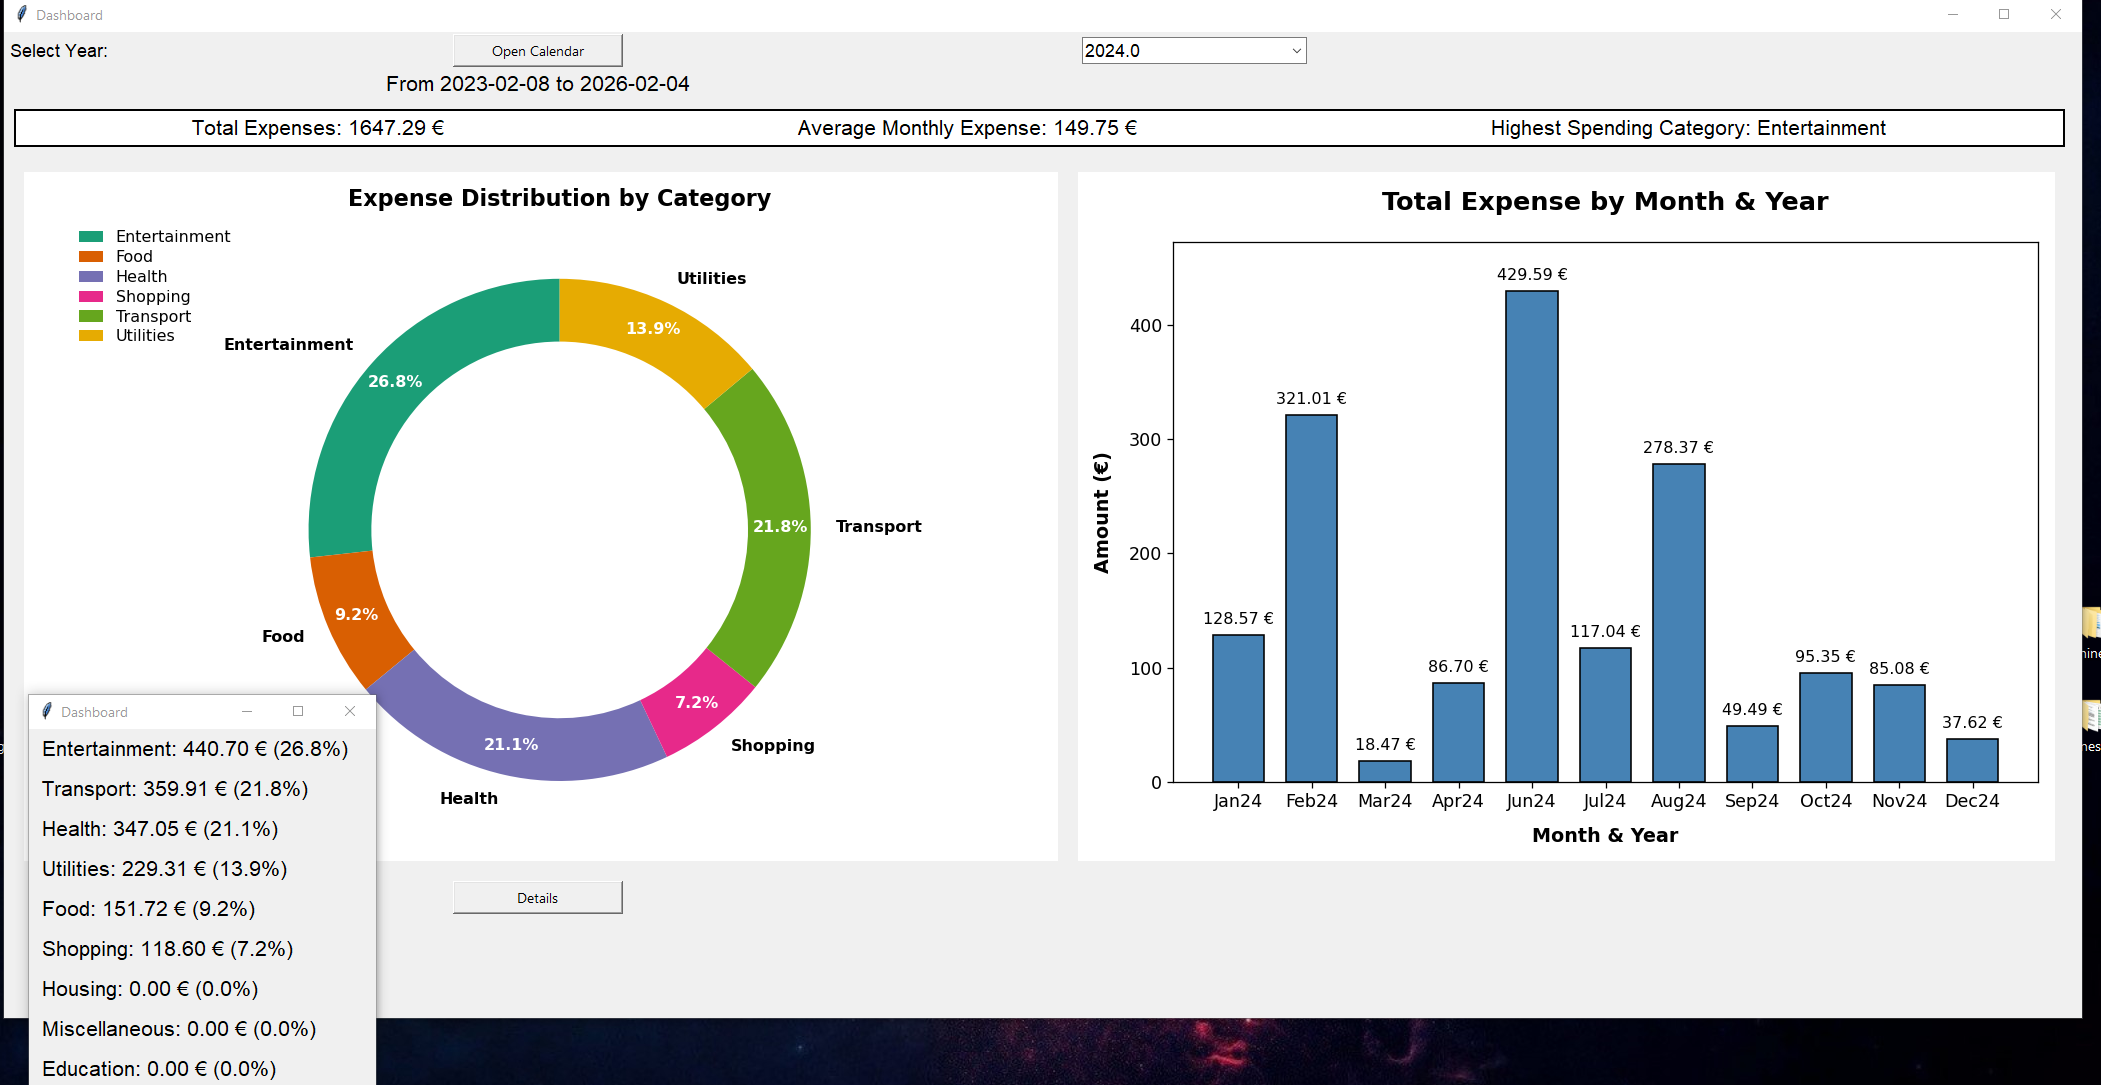 Dashboard
Select Year:
Open Calendar
2024.0
From 2023-02-08 to 2026-02-04
Total Expenses: 1647.29 €
Average Monthly Expense: 149.75 €
Highest Spending Category: Entertainment
Expense Distribution by Category
Entertainment
Food
Health
Shopping
Transport
Utilities
Utilities
13.9%
Entertainment
26.8%
21.8%
Transport
9.2%
Food
7.2%
Shopping
21.1%
Health
Total Expense by Month & Year
Amount (€)
400
300
200
100
0
128.57 €
321.01 €
18.47 €
86.70 €
429.59 €
117.04 €
278.37 €
49.49 €
95.35 €
85.08 €
37.62 €
Jan24
Feb24
Mar24
Apr24
Jun24
Jul24
Aug24
Sep24
Oct24
Nov24
Dec24
Month & Year
Details
Dashboard
Entertainment: 440.70 € (26.8%)
Transport: 359.91 € (21.8%)
Health: 347.05 € (21.1%)
Utilities: 229.31 € (13.9%)
Food: 151.72 € (9.2%)
Shopping: 118.60 € (7.2%)
Housing: 0.00 € (0.0%)
Miscellaneous: 0.00 € (0.0%)
Education: 0.00 € (0.0%)